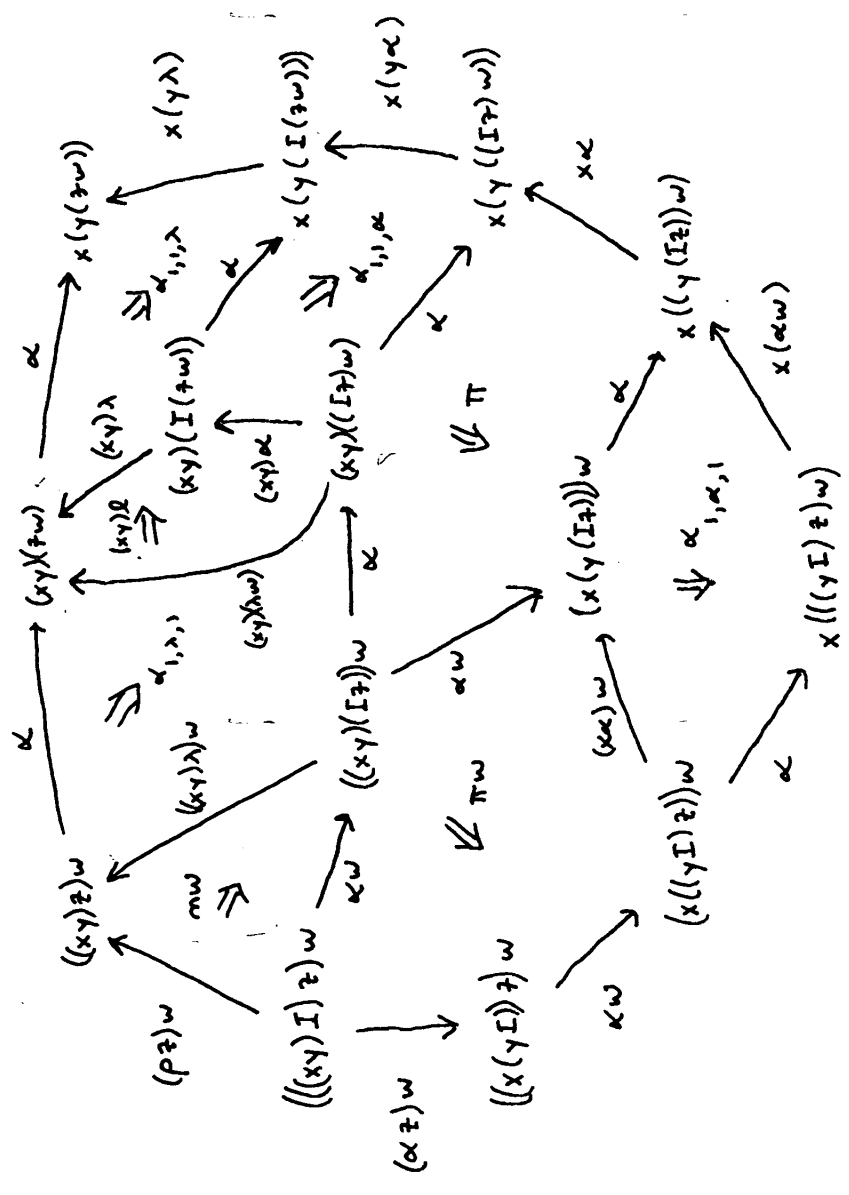 α α
(xy)(zw)
((xy)z)w x(y(zw))
(xy)λ
(xy)l
(ρz)w α₁,λ,₁ α₁,₁,λ x(yλ)
mw ((xy)λ)w (xy)(I(zw))
α
(xy)(λw) (xy)α
(((xy)I)z)w x(y(I(zw)))
αw ((xy)(Iz))w (xy)((Iz)w)
α α₁,₁,α x(yα)
(αz)w
α
αw
πw π
((x(yI))z)w x(y((Iz)w))
(x(y(Iz)))w xα
αw (xα)w α
(x((yI)z))w α₁,α,₁ x((y(Iz))w)
α x(αw)
x(((yI)z)w)